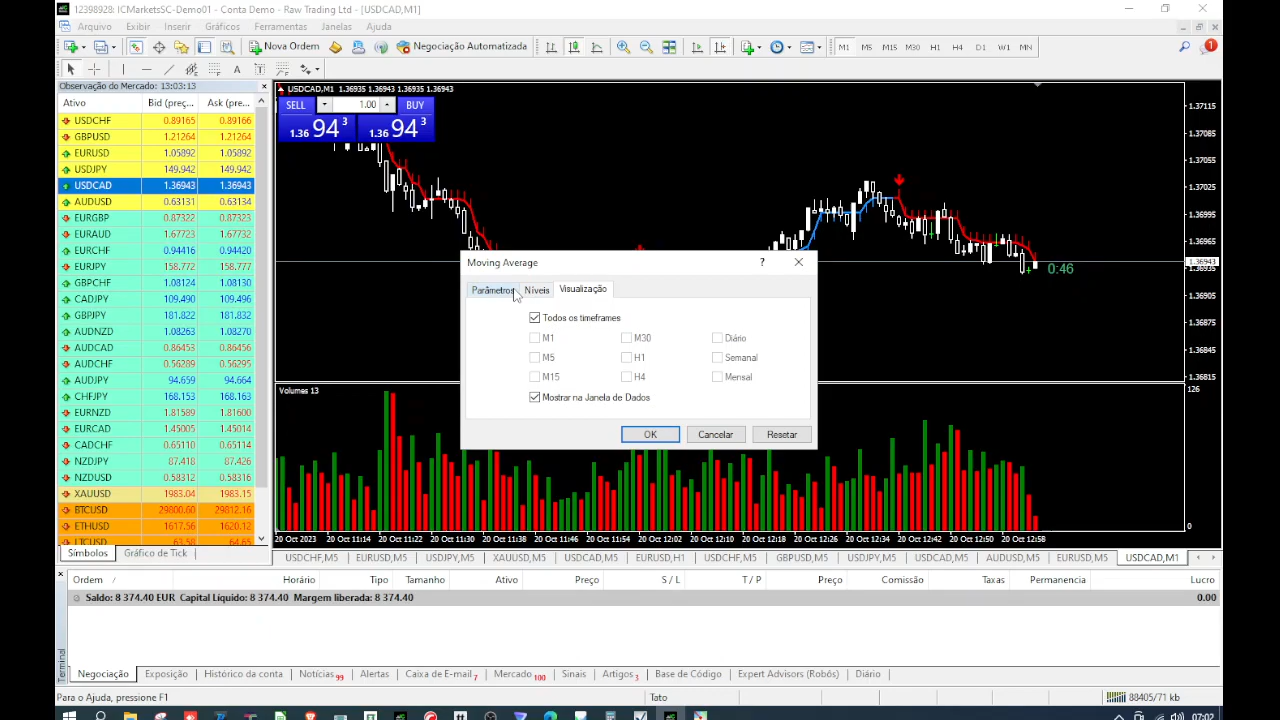 12398928: ICMarketsSC-Demo01 - Conta Demo - Raw Trading Ltd - [USDCAD,M1]
Arquivo Exibir Inserir Gráficos Ferramentas Janelas Ajuda
Nova Ordem Negociação Automatizada M1 M5 M15 M30 H1 H4 D1 W1 MN 1
A T
Observação do Mercado: 13:03:13
Ativo Bid (preç... Ask (pre...
USDCHF 0.89165 0.89166
GBPUSD 1.21264 1.21264
EURUSD 1.05892 1.05892
USDJPY 149.942 149.942
USDCAD 1.36943 1.36943
AUDUSD 0.63131 0.63134
EURGBP 0.87322 0.87323
EURAUD 1.67723 1.67732
EURCHF 0.94416 0.94420
EURJPY 158.772 158.777
GBPCHF 1.08124 1.08130
CADJPY 109.490 109.496
GBPJPY 181.822 181.832
AUDNZD 1.08263 1.08270
AUDCAD 0.86453 0.86456
AUDCHF 0.56289 0.56295
AUDJPY 94.659 94.664
CHFJPY 168.153 168.163
EURNZD 1.81589 1.81600
EURCAD 1.45005 1.45014
CADCHF 0.65110 0.65114
NZDJPY 87.418 87.426
NZDUSD 0.58312 0.58316
XAUUSD 1983.04 1983.15
BTCUSD 29800.60 29812.16
ETHUSD 1617.56 1620.12
LTCUSD 63.58 64.65
Símbolos Gráfico de Tick
USDCAD,M1 1.36935 1.36943 1.36935 1.36943
SELL 1.00 BUY
1.36 94 3 1.36 94 3
1.37115
1.37085
1.37055
1.37025
1.36995
1.36965
1.36943
1.36935
1.36905
1.36875
1.36845
1.36815
0:46
Moving Average ?
Parâmetros Níveis Visualização
Todos os timeframes
M1 M30 Diário
M5 H1 Semanal
M15 H4 Mensal
Mostrar na Janela de Dados
OK Cancelar Resetar
Volumes 13
126
0
20 Oct 2023 20 Oct 11:14 20 Oct 11:22 20 Oct 11:30 20 Oct 11:38 20 Oct 11:46 20 Oct 11:54 20 Oct 12:02 20 Oct 12:10 20 Oct 12:18 20 Oct 12:26 20 Oct 12:34 20 Oct 12:42 20 Oct 12:50 20 Oct 12:58
USDCHF,M5 EURUSD,M5 USDJPY,M5 XAUUSD,M5 USDCAD,M5 EURUSD,H1 USDCHF,M5 GBPUSD,M5 USDJPY,M5 USDCAD,M5 AUDUSD,M5 EURUSD,M5 USDCAD,M1
Ordem Horário Tipo Tamanho Ativo Preço S / L T / P Preço Comissão Taxas Permanencia Lucro
Saldo: 8 374.40 EUR Capital Líquido: 8 374.40 Margem liberada: 8 374.40 0.00
Terminal
Negociação Exposição Histórico da conta Notícias 99 Alertas Caixa de E-mail 7 Mercado 100 Sinais Artigos 3 Base de Código Expert Advisors (Robôs) Diário
Para o Ajuda, pressione F1 Tato 88405/71 kb
07:02